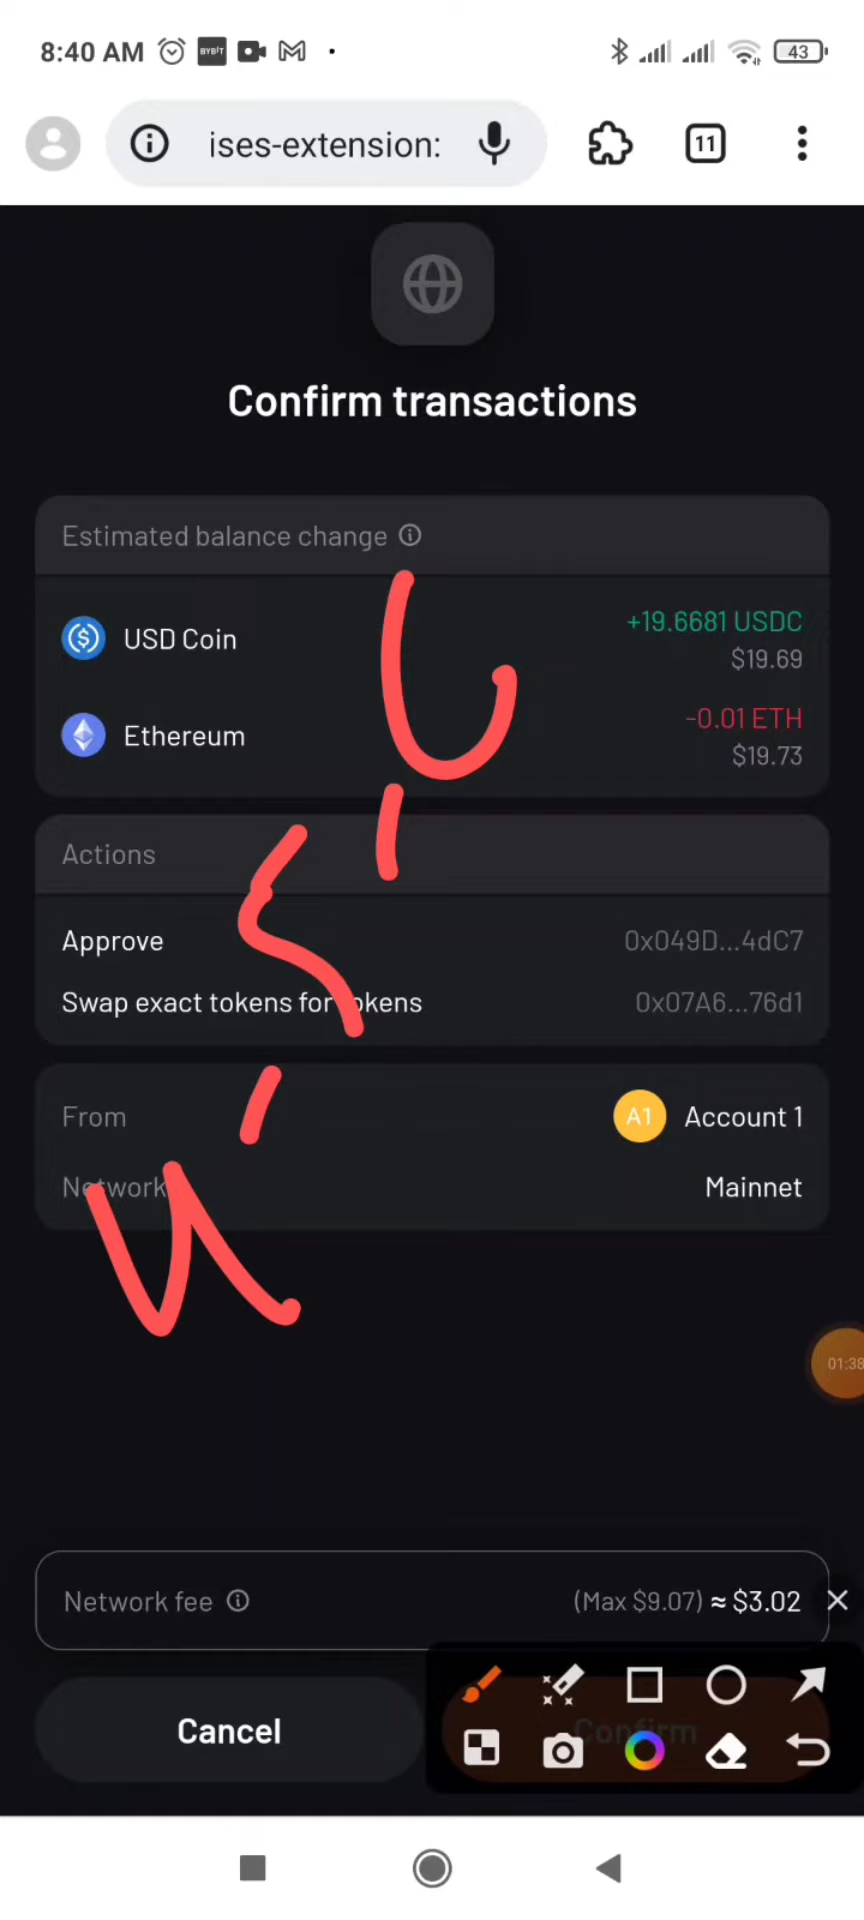 8:40 AM BYBIT 43
ises-extension: 11
Confirm transactions
Estimated balance change
USD Coin +19.6681 USDC
$19.69
Ethereum -0.01 ETH
$19.73
Actions
Approve 0x049D...4dC7
Swap exact tokens for tokens 0x07A6...76d1
From A1 Account 1
Network Mainnet
01:38
Network fee (Max $9.07) ≈ $3.02
Cancel Confirm